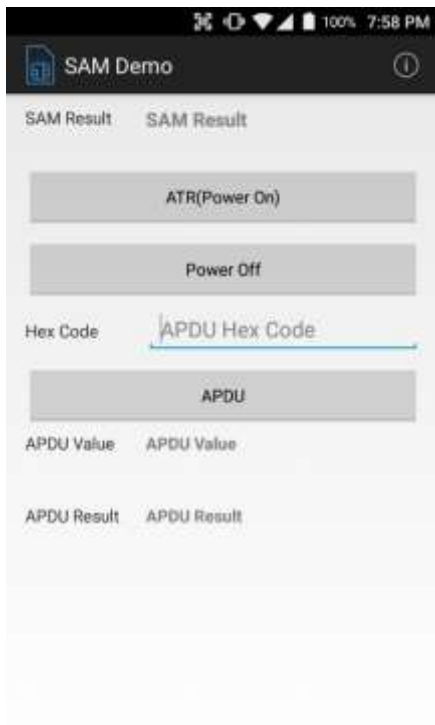 100% 7:58 PM
SAM Demo
SAM Result SAM Result
ATR(Power On)
Power Off
Hex Code APDU Hex Code
APDU
APDU Value APDU Value
APDU Result APDU Result